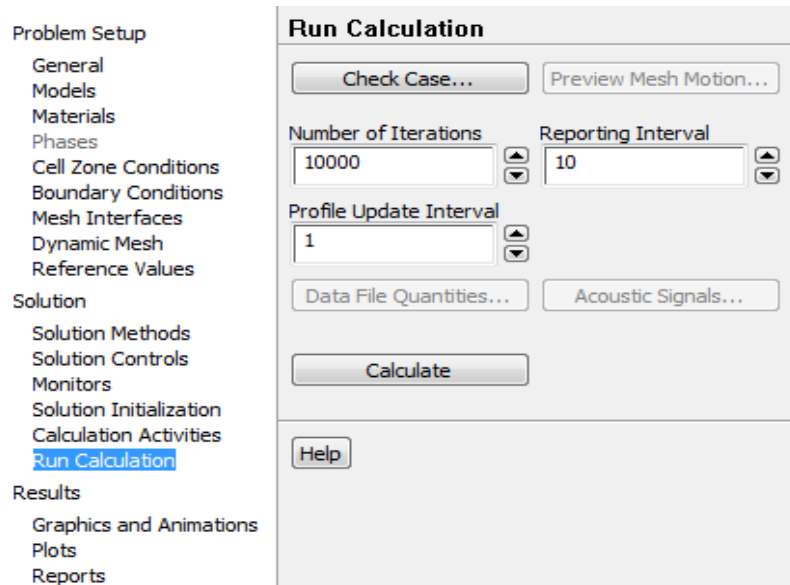 Problem Setup
General
Models
Materials
Phases
Cell Zone Conditions
Boundary Conditions
Mesh Interfaces
Dynamic Mesh
Reference Values
Solution
Solution Methods
Solution Controls
Monitors
Solution Initialization
Calculation Activities
Run Calculation
Results
Graphics and Animations
Plots
Reports
Run Calculation
Check Case... Preview Mesh Motion...
Number of Iterations Reporting Interval
10000 10
Profile Update Interval
1
Data File Quantities... Acoustic Signals...
Calculate
Help